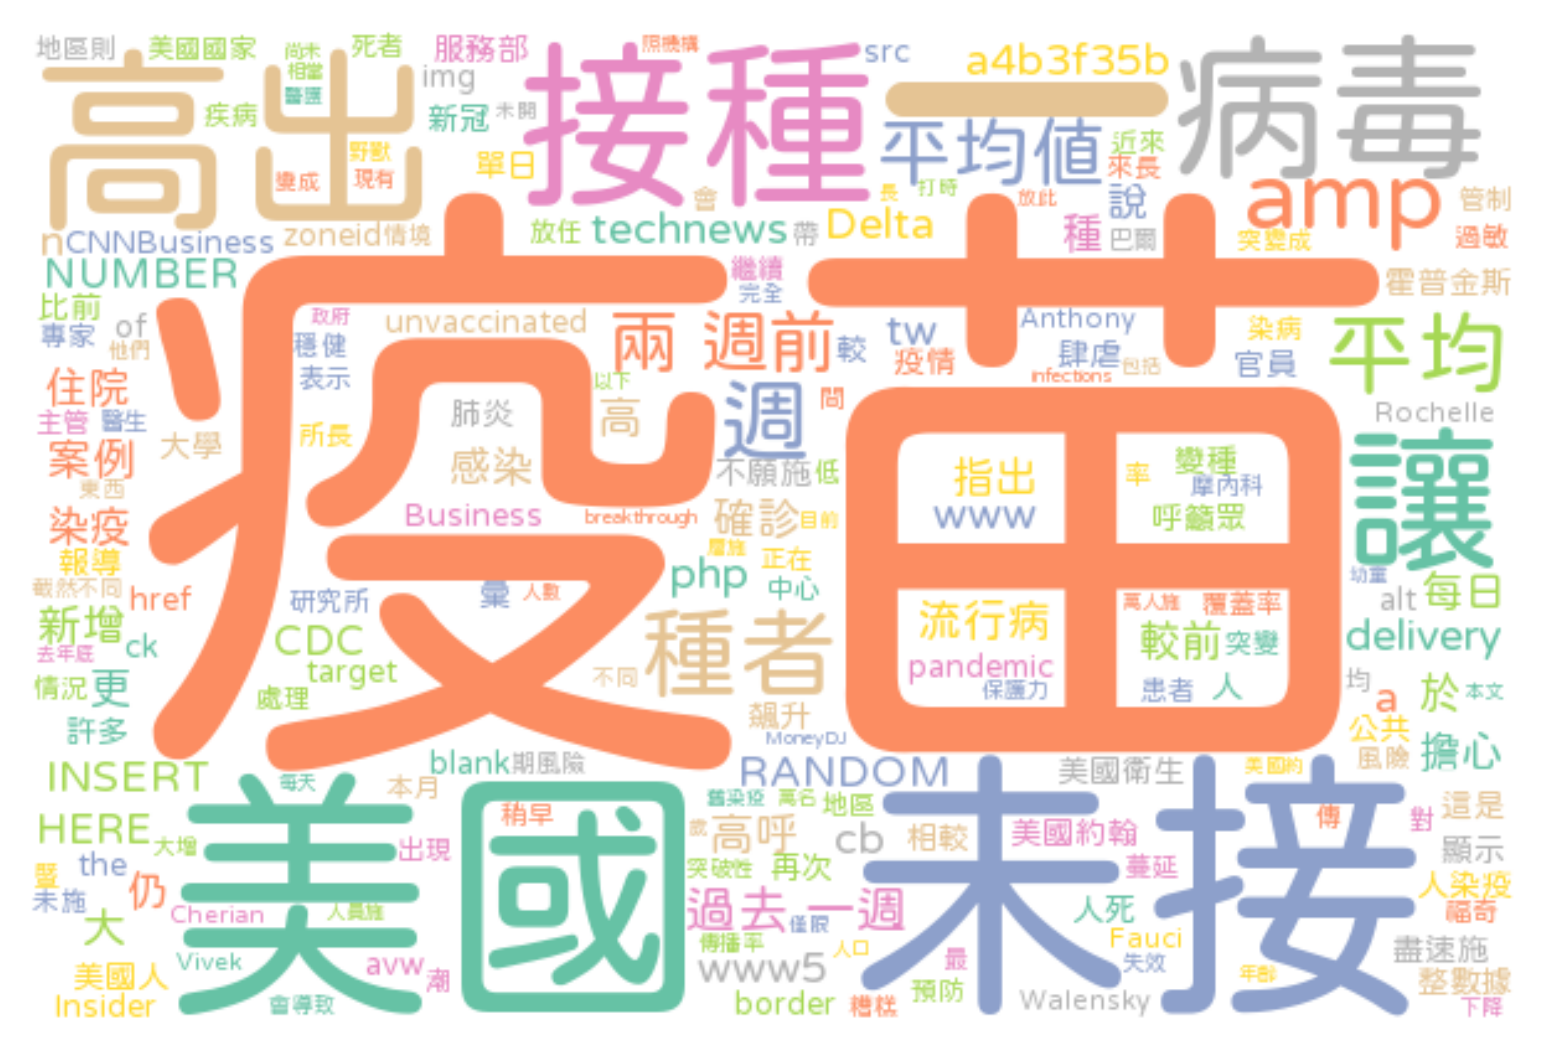 地區則 美國國家 尚未 死者 服務部 照機構 src a4b3f35b 病毒
高出 相當 img 接種 一
醫匯 疾病 新冠 未開 平均值 近來
野獸 單日 來長
變成 現有 會 長 打時 放此 說 amp 管制
nCNNBusiness zoneid 情境 放任 technews 帶 Delta 種 巴爾 突變成 過敏
NUMBER 疫苗 繼續 霍普金斯
比前 完全
專家 of 政府 unvaccinated 兩 週前 較 tw Anthony 染病 平均
他們 穩健 疫情 肆虐 包括 官員
住院 表示 以下 infections
主管 醫生 肺炎 高 週 間 Rochelle
案例 大學 所長 感染 不願施 低 指出 率 變種 讓
東西 摩內科
染疫 Business breakthrough 確診 目前 www 呼籲眾
報導 層施 正在
截然不同 href 研究所 彙 人數 php 中心 幼童
新增 ck CDC 種者 流行病 萬人施 覆蓋率 alt 每日
去年底 target 較前 突變 delivery
情況 更 處理 不同 pandemic 保護力 患者 人 均 a 於 本文
許多 飆升 MoneyDJ 公共
INSERT 每天 blank 期風險 RANDOM 美國衛生 美國約 風險 擔心
美國 本月 未接
HERE 大增 稍早 舊染疫 萬名 地區 傳 對 這是
出現 歲 高呼 cb 相較 美國約翰 顯示
暨 the 仍 突破性 再次 蔓延 人染疫
未施 Cherian 人員施 過去 一週 僅限 人死 福奇
大 傳播率 人口 Fauci 盡速施
美國人 Vivek avw 潮 www5 最 失效 年齡 整數據
Insider 會導致 border 糟糕 預防 Walensky 下降